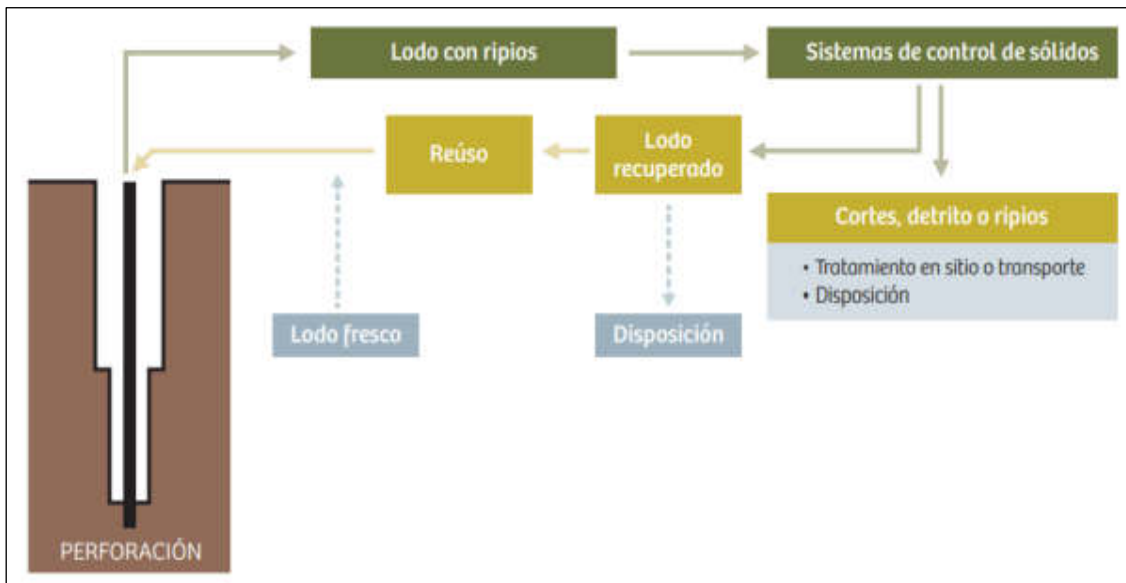 Lodo con ripios
Sistemas de control de sólidos
Reúso
Lodo
recuperado
Cortes, detrito o ripios
• Tratamiento en sitio o transporte
• Disposición
Lodo fresco
Disposición
PERFORACIÓN